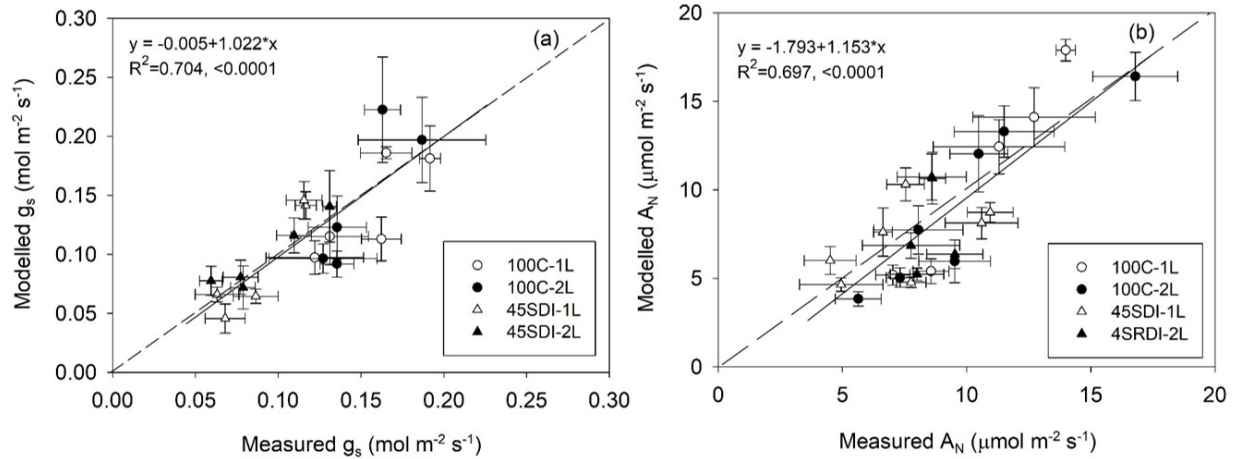 (a)
y = -0.005+1.022*x
R²=0.704, <0.0001
Modelled gₛ (mol m⁻² s⁻¹)
0.30
0.25
0.20
0.15
0.10
0.05
0.00
100C-1L
100C-2L
45SDI-1L
45SDI-2L
0.00 0.05 0.10 0.15 0.20 0.25 0.30
Measured gₛ (mol m⁻² s⁻¹)
(b)
y = -1.793+1.153*x
R²=0.697, <0.0001
Modelled A_N (μmol m⁻² s⁻¹)
20
15
10
5
0
100C-1L
100C-2L
45SDI-1L
4SRDI-2L
0 5 10 15 20
Measured A_N (μmol m⁻² s⁻¹)